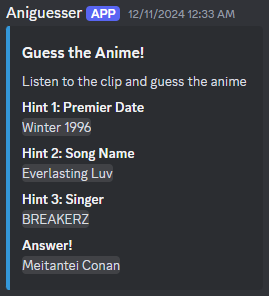 Aniguesser APP 12/11/2024 12:33 AM
Guess the Anime!
Listen to the clip and guess the anime
Hint 1: Premier Date
Winter 1996
Hint 2: Song Name
Everlasting Luv
Hint 3: Singer
BREAKERZ
Answer!
Meitantei Conan